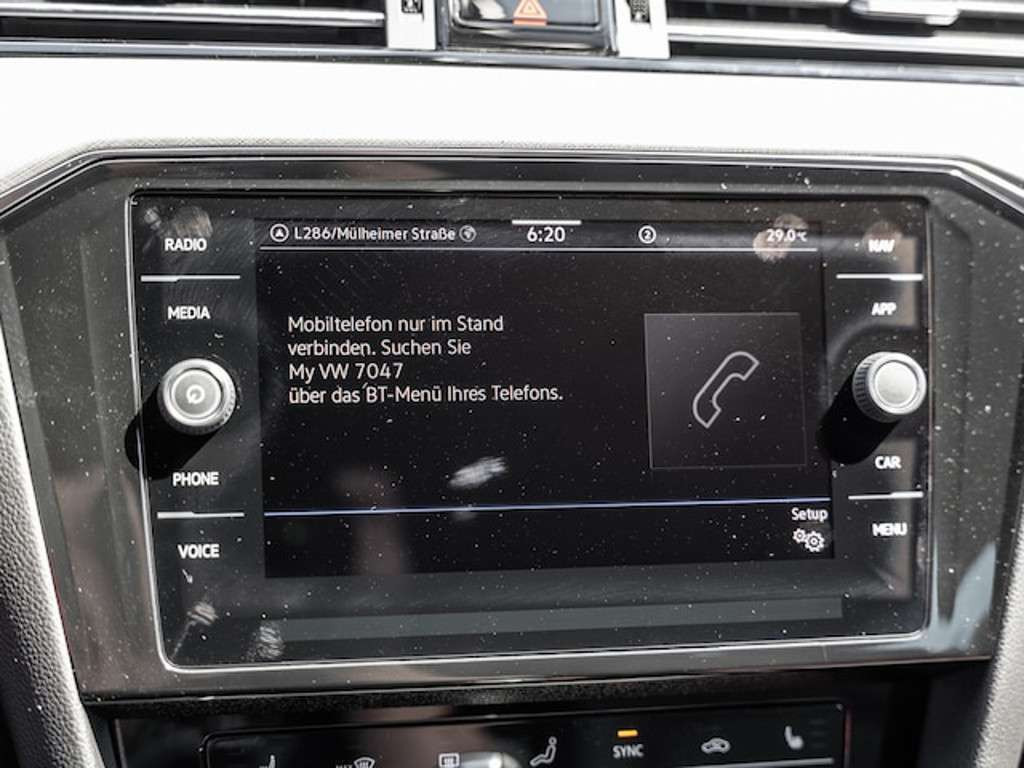 RADIO
MEDIA
PHONE
VOICE
L286/Mülheimer Straße
6:20
2
29.0°C
Mobiltelefon nur im Stand
verbinden. Suchen Sie
My VW 7047
über das BT-Menü Ihres Telefons.
Setup
NAV
APP
CAR
MENU
SYNC